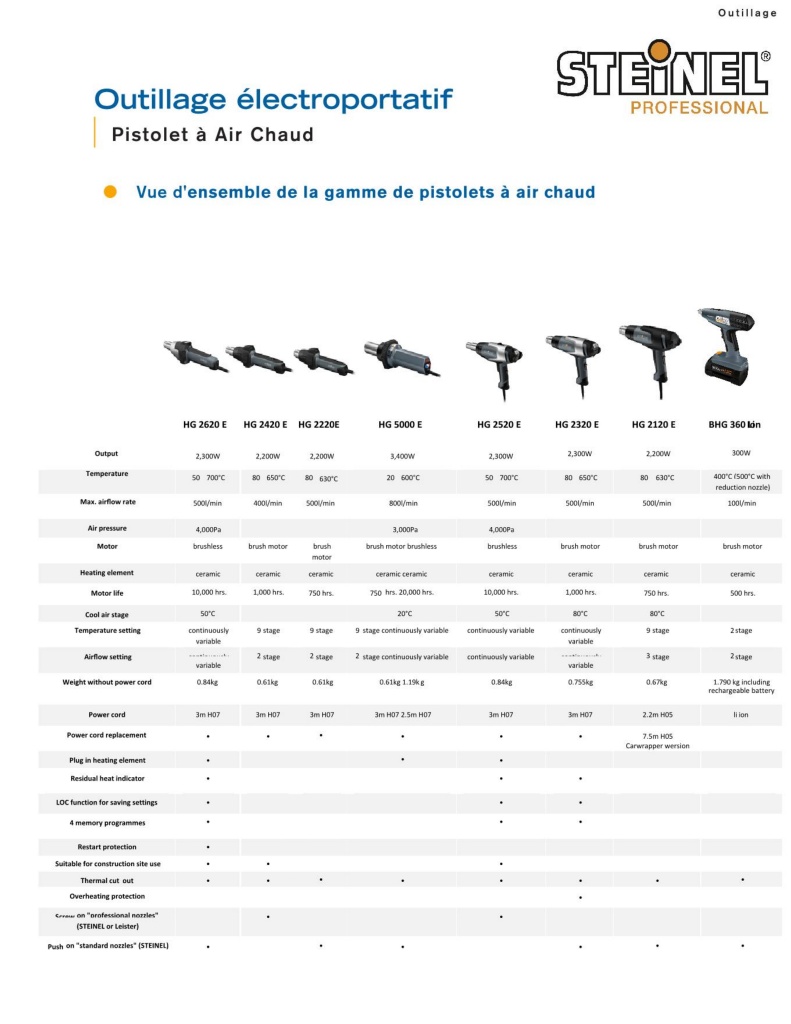 Outillage
STEINEL®
PROFESSIONAL
Outillage électroportatif
Pistolet à Air Chaud
Vue d'ensemble de la gamme de pistolets à air chaud
HG 2620 E HG 2420 E HG 2220E HG 5000 E HG 2520 E HG 2320 E HG 2120 E BHG 360
Output 2,300W 2,200W 2,200W 3,400W 2,300W 2,300W 2,200W 300W
Temperature 50 700°C 80 650°C 80 630°C 20 600°C 50 700°C 80 650°C 80 630°C 400°C (500°C with
reduction nozzle)
Max. airflow rate 500l/min 400l/min 500l/min 800l/min 500l/min 500l/min 500l/min 100l/min
Air pressure 4,000Pa 3,000Pa 4,000Pa
Motor brushless brush motor brush brush motor brushless brushless brush motor brush motor brush motor
motor
Heating element ceramic ceramic ceramic ceramic ceramic ceramic ceramic ceramic ceramic
Motor life 10,000 hrs. 1,000 hrs. 750 hrs. 750 hrs. 20,000 hrs. 10,000 hrs. 1,000 hrs. 750 hrs. 500 hrs.
Cool air stage 50°C 20°C 50°C 80°C 80°C
Temperature setting continuously 9 stage 9 stage 9 stage continuously variable continuously variable continuously 9 stage 2 stage
variable variable
Airflow setting 2 stage 2 stage 2 stage continuously variable continuously variable 3 stage 2 stage
variable variable
Weight without power cord 0.84kg 0.61kg 0.61kg 0.61kg 1.19kg 0.84kg 0.755kg 0.67kg 1.790 kg including
rechargeable battery
Power cord 3m H07 3m H07 3m H07 3m H07 2.5m H07 3m H07 3m H07 2.2m H05 li ion
Power cord replacement • • • • • • 7.5m H05
Carwrapper wersion
Plug in heating element • • •
Residual heat indicator • • •
LOC function for saving settings • • •
4 memory programmes • • •
Restart protection •
Suitable for construction site use • • •
Thermal cut out • • • • • • • •
Overheating protection •
Screw on "professional nozzles" • •
(STEINEL or Leister)
Push on "standard nozzles" (STEINEL) • • • • • •